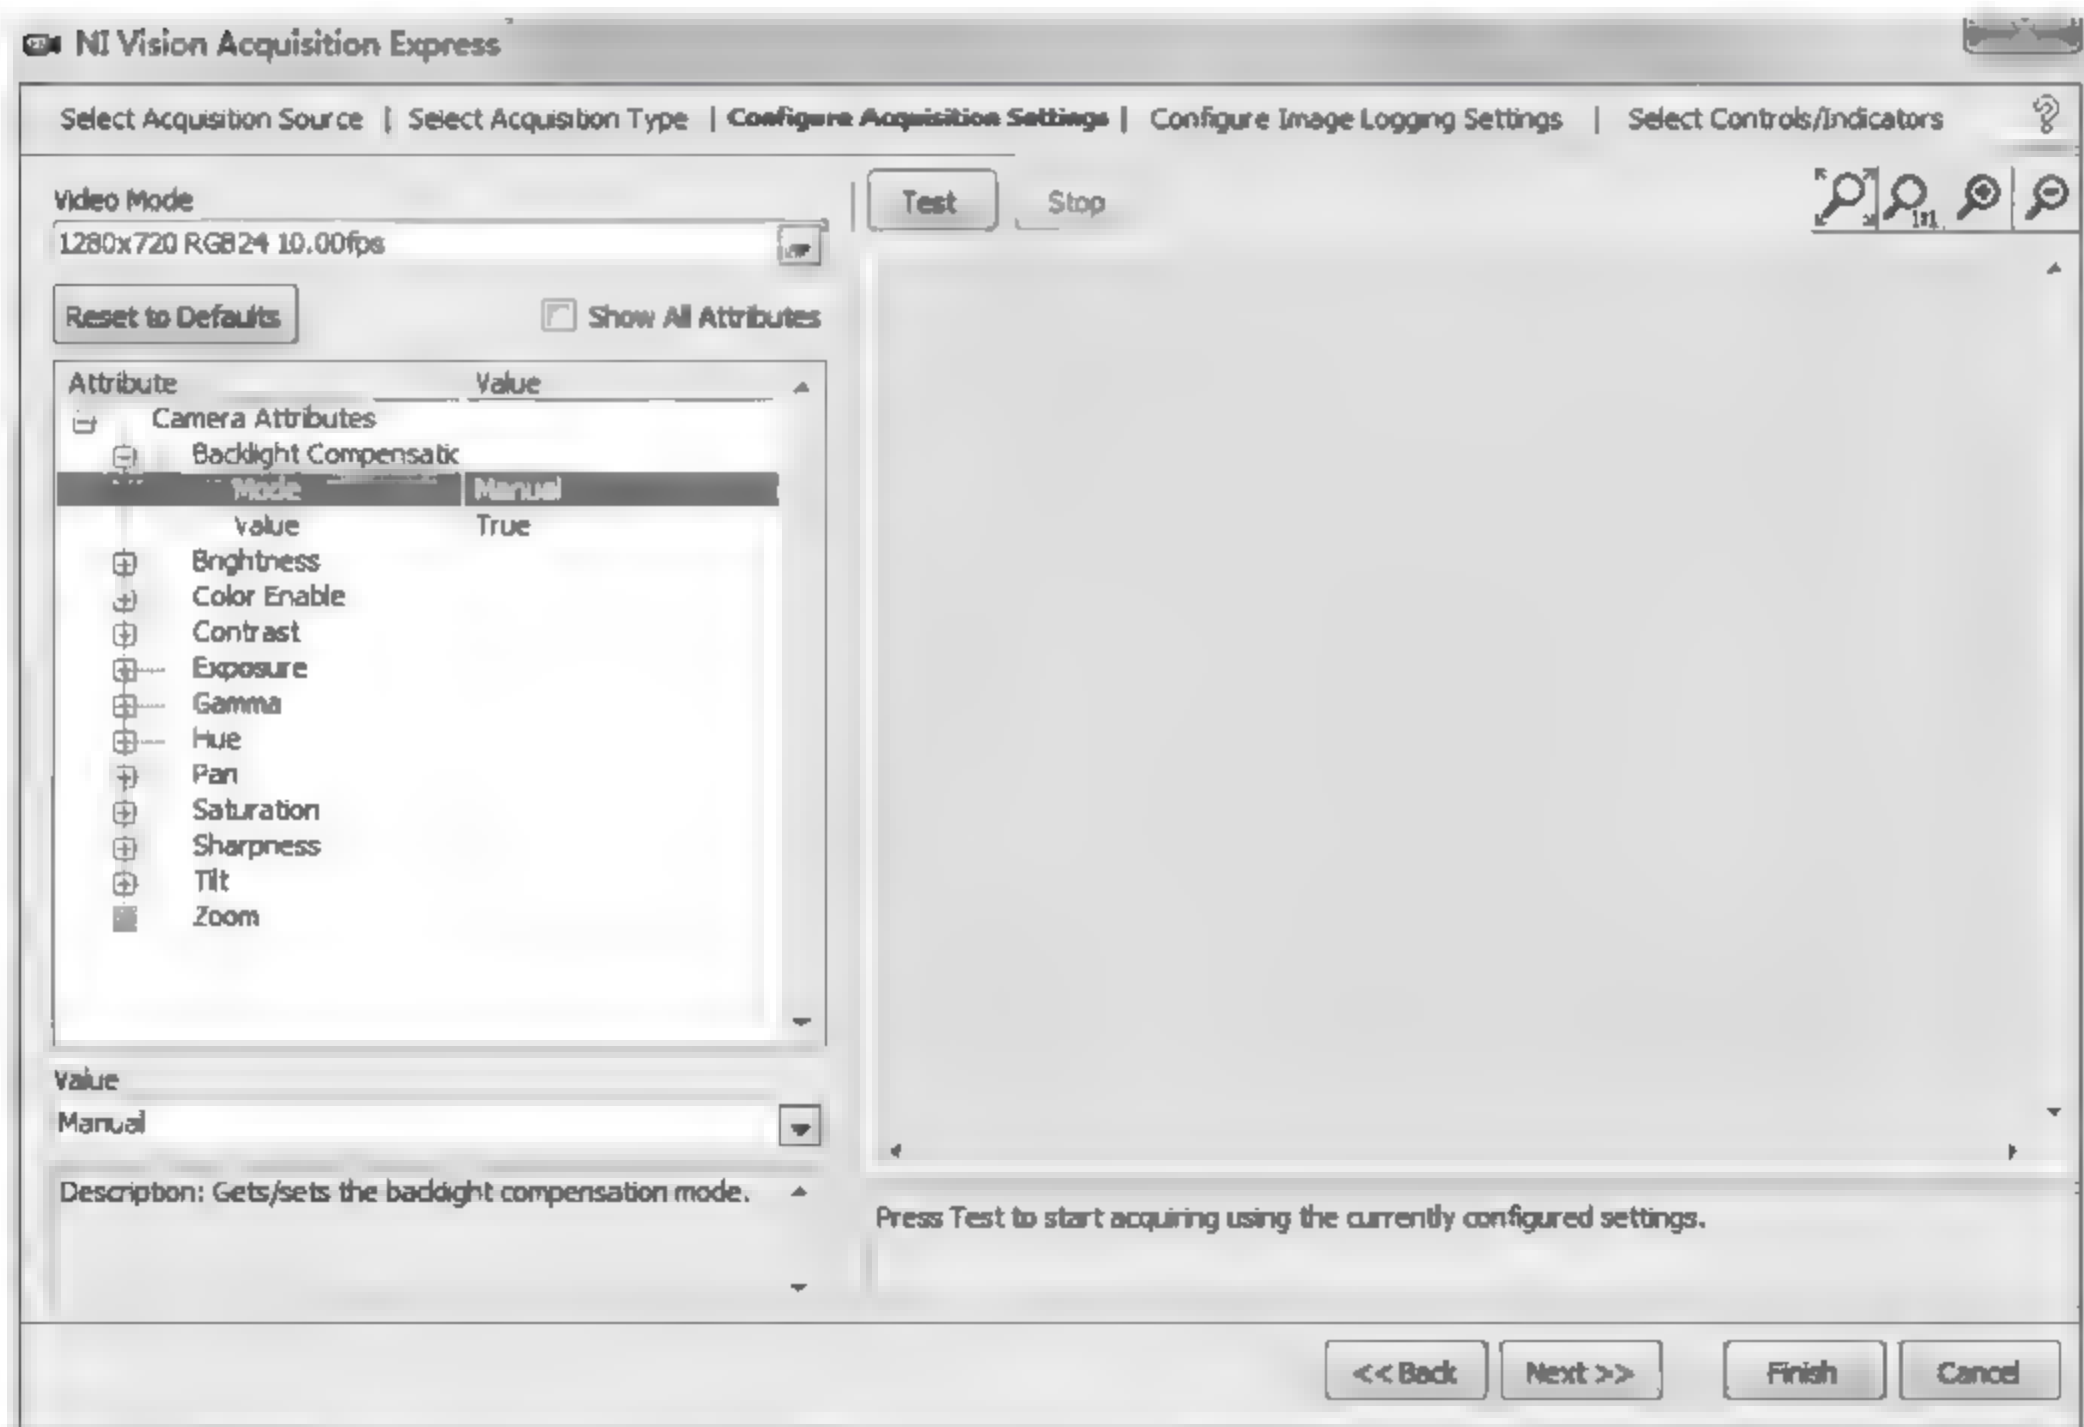 NI Vision Acquisition Express
Select Acquisition Source | Select Acquisition Type | Configure Acquisition Settings | Configure Image Logging Settings | Select Controls/Indicators
Video Mode
1280x720 RGB24 10.00fps
Reset to Defaults
Show All Attributes
Test Stop
1:1
Attribute Value
Camera Attributes
Backlight Compensatic
Mode Manual
Value True
Brightness
Color Enable
Contrast
Exposure
Gamma
Hue
Pan
Saturation
Sharpness
Tilt
Zoom
Value
Manual
Description: Gets/sets the backlight compensation mode.
Press Test to start acquiring using the currently configured settings.
<< Back Next >> Finish Cancel